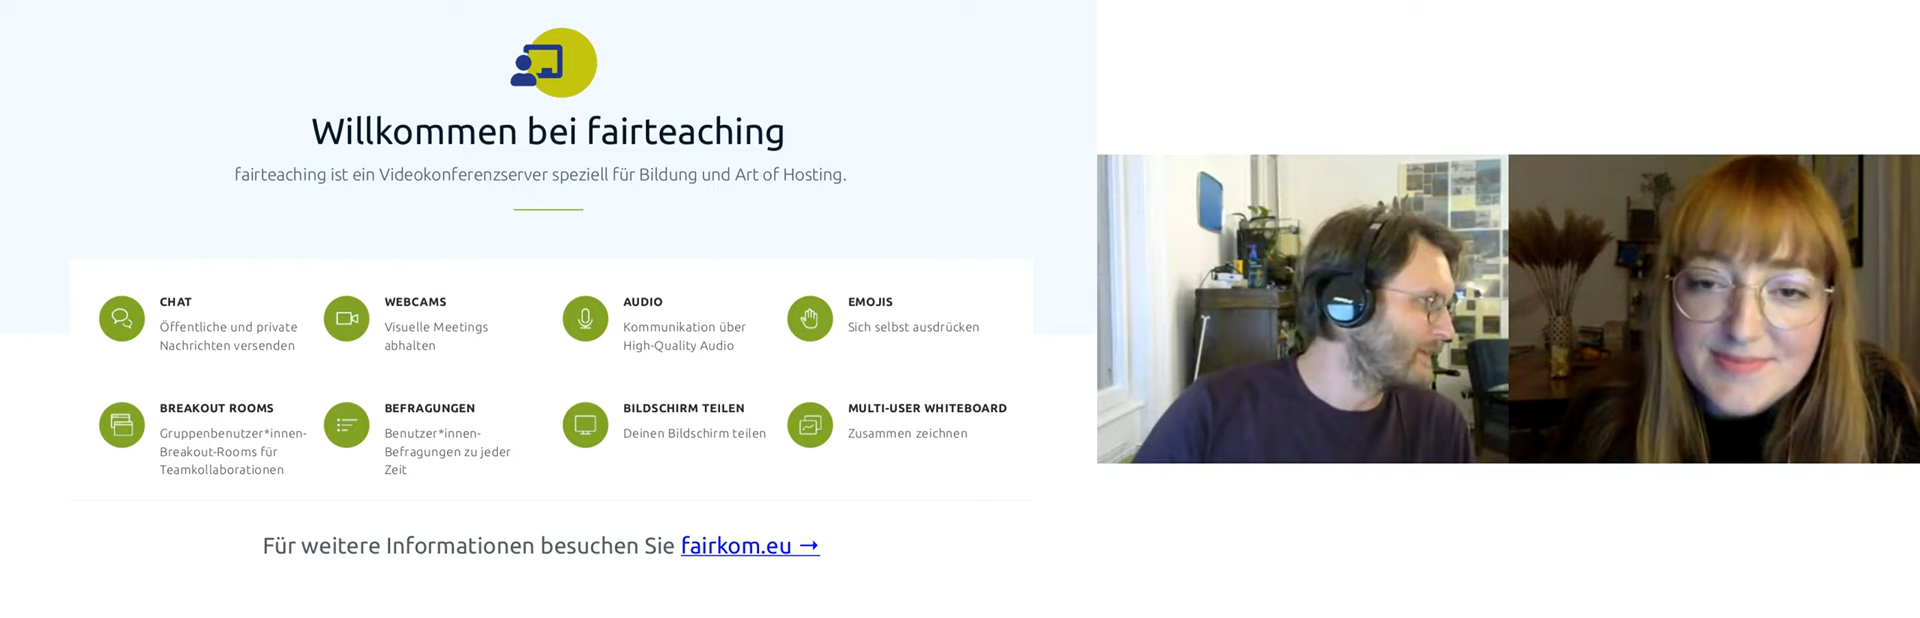 Willkommen bei fairteaching
fairteaching ist ein Videokonferenzserver speziell für Bildung und Art of Hosting.
CHAT
Öffentliche und private
Nachrichten versenden
WEBCAMS
Visuelle Meetings
abhalten
AUDIO
Kommunikation über
High-Quality Audio
EMOJIS
Sich selbst ausdrücken
BREAKOUT ROOMS
Gruppenbenutzer*innen-
Breakout-Rooms für
Teamkollaborationen
BEFRAGUNGEN
Benutzer*innen-
Befragungen zu jeder
Zeit
BILDSCHIRM TEILEN
Deinen Bildschirm teilen
MULTI-USER WHITEBOARD
Zusammen zeichnen
Für weitere Informationen besuchen Sie fairkom.eu →